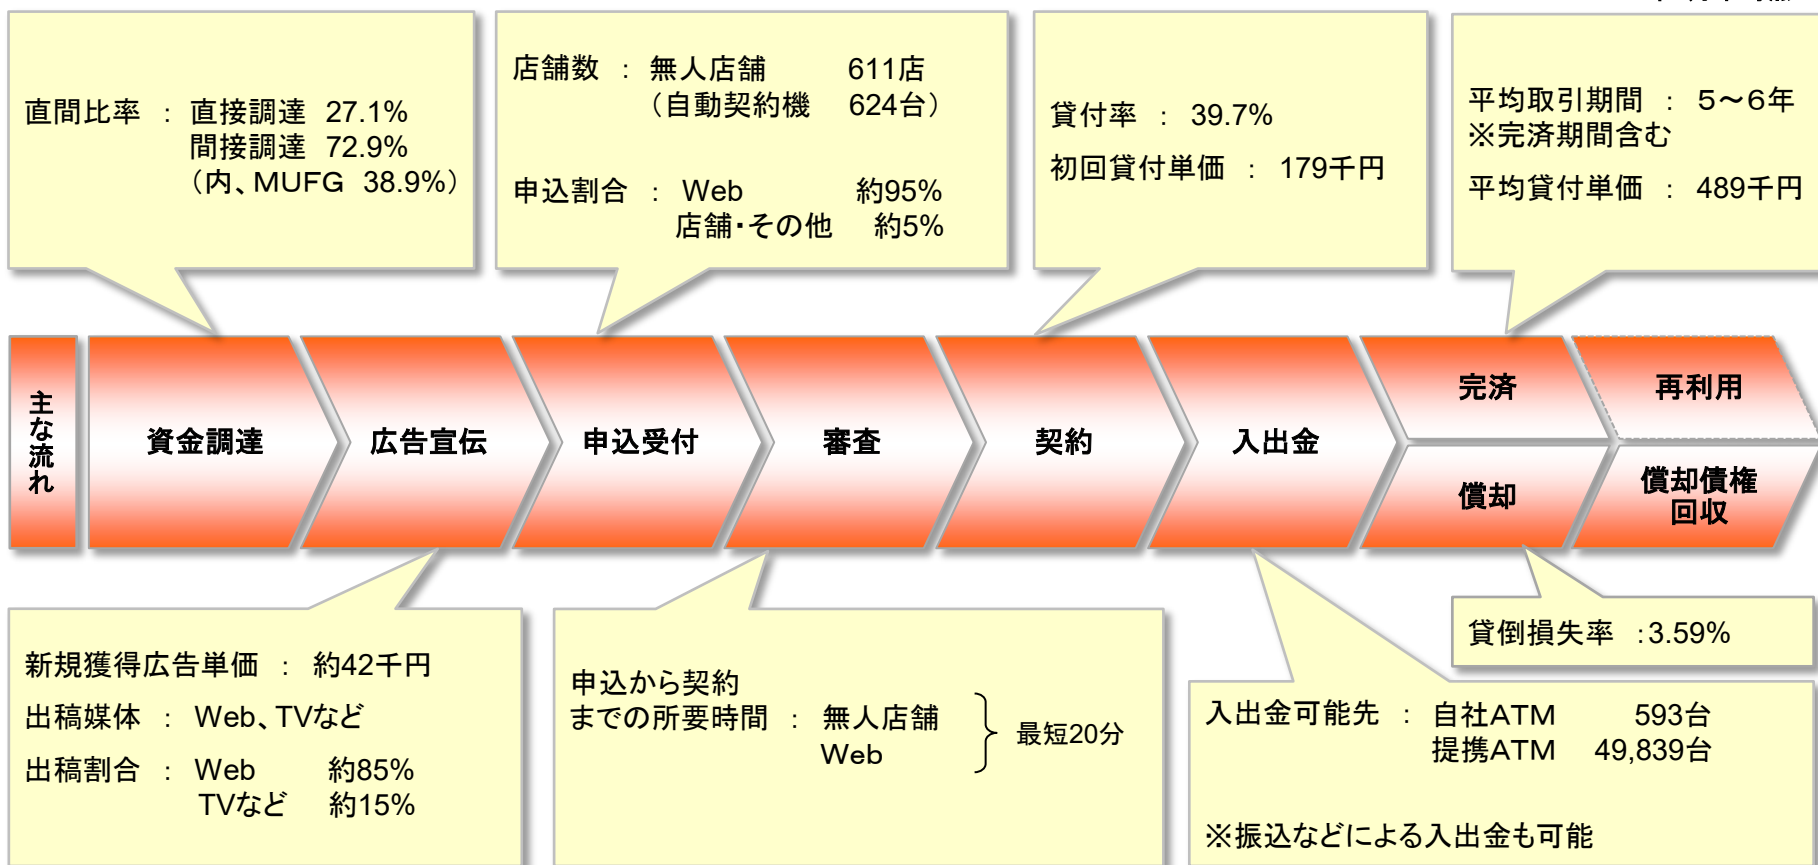 直間比率 : 直接調達 27.1%
間接調達 72.9%
（内、MUFG 38.9%）
店舗数 : 無人店舗 611店
（自動契約機 624台）
申込割合 : Web 約95%
店舗・その他 約5%
貸付率 : 39.7%
初回貸付単価 : 179千円
平均取引期間 : 5～6年
※完済期間含む
平均貸付単価 : 489千円
主な流れ
資金調達
広告宣伝
申込受付
審査
契約
入出金
完済
再利用
償却
償却債権
回収
新規獲得広告単価 : 約42千円
出稿媒体 : Web、TVなど
出稿割合 : Web 約85%
TVなど 約15%
申込から契約
までの所要時間 : 無人店舗
Web
最短20分
貸倒損失率 :3.59%
入出金可能先 : 自社ATM 593台
提携ATM 49,839台
※振込などによる入出金も可能